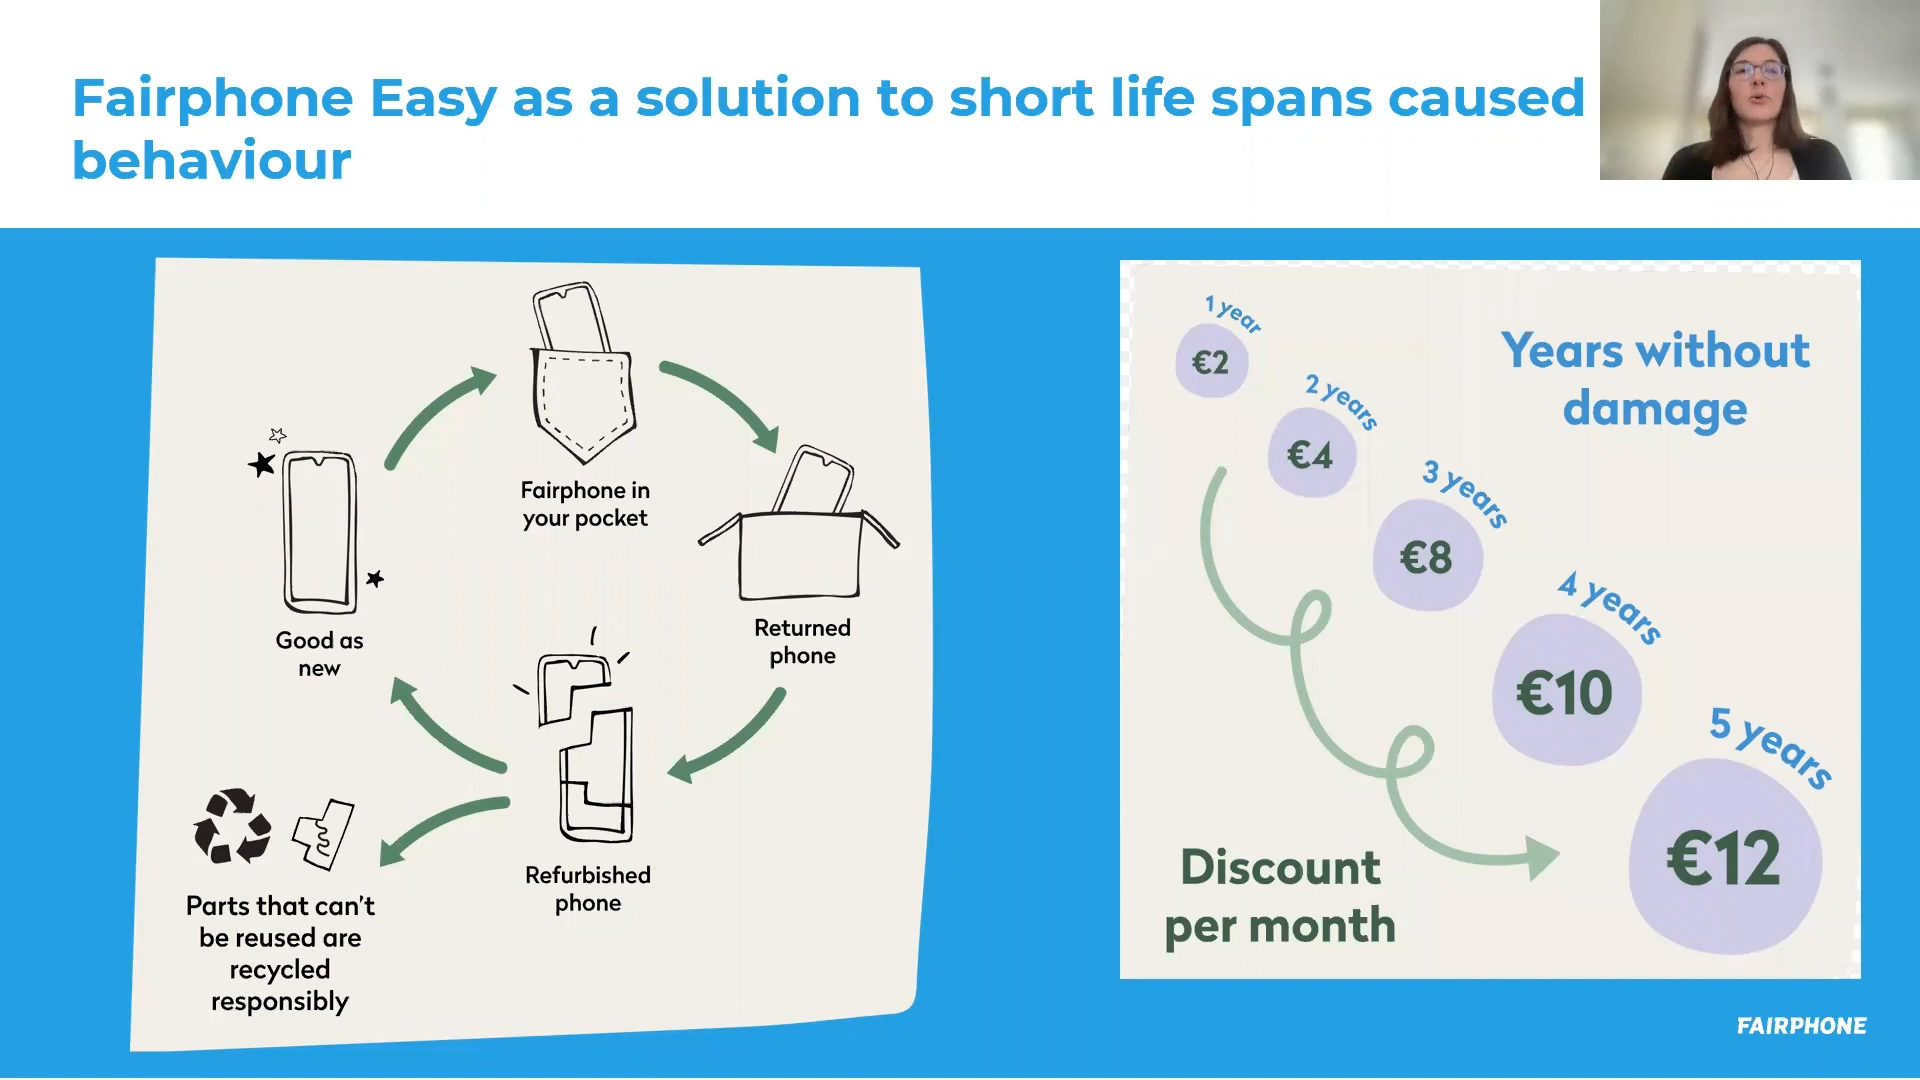 Fairphone Easy as a solution to short life spans caused
behaviour
Fairphone in
your pocket
Returned
phone
Refurbished
phone
Good as
new
Parts that can't
be reused are
recycled
responsibly
Years without
damage
1 year
€2
2 years
€4
3 years
€8
4 years
€10
5 years
€12
Discount
per month
FAIRPHONE